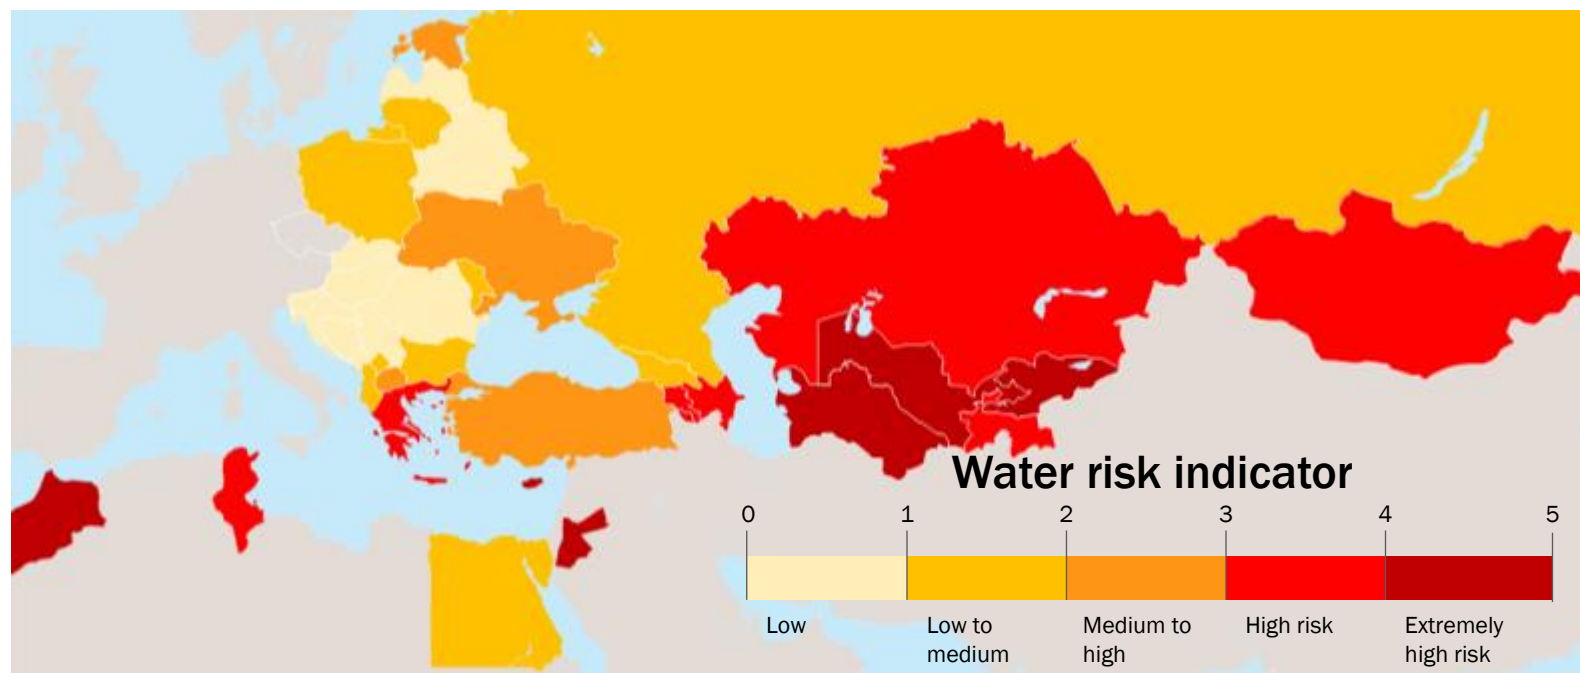 Water risk indicator
0 1 2 3 4 5
Low
Low to
medium
Medium to
high
High risk
Extremely
high risk